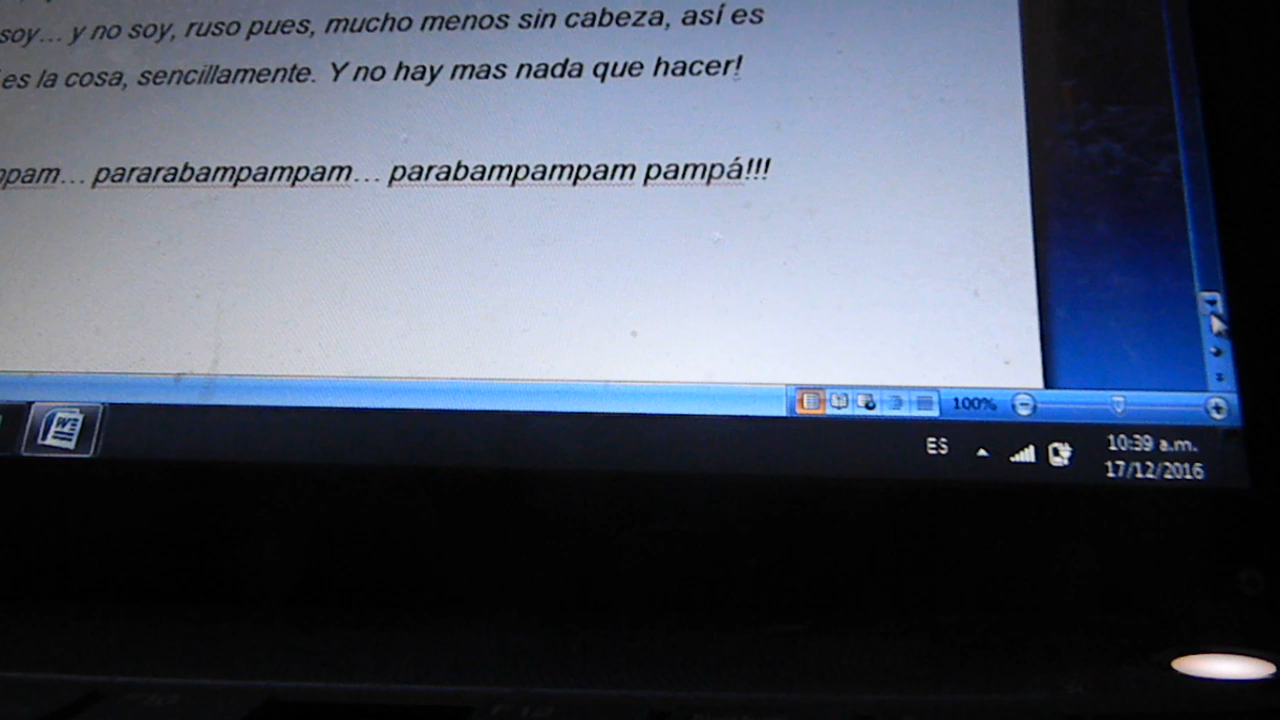 soy... y no soy, ruso pues, mucho menos sin cabeza, así es
es la cosa, sencillamente. Y no hay mas nada que hacer!
pam... pararabampampam... parabampampam pampá!!!
100%
W
ES
10:39 a.m.
17/12/2016